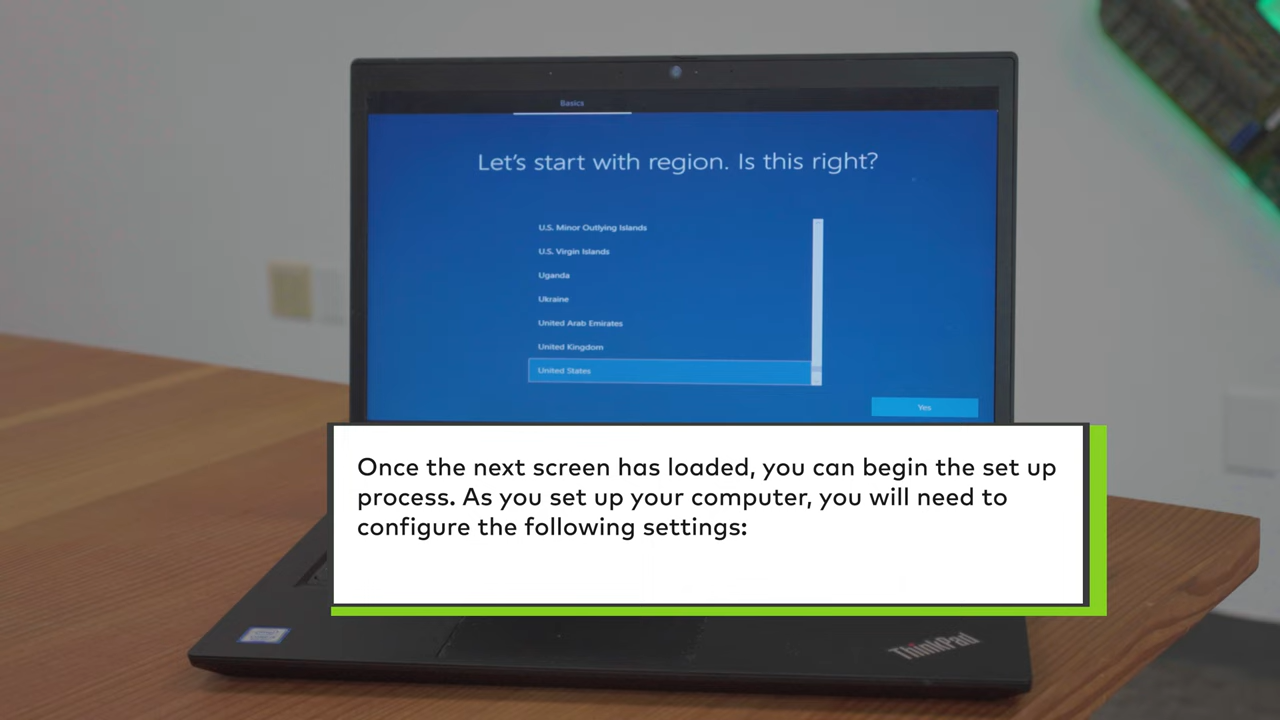 Basics
Let's start with region. Is this right?
U.S. Minor Outlying Islands
U.S. Virgin Islands
Uganda
Ukraine
United Arab Emirates
United Kingdom
United States
Yes
Once the next screen has loaded, you can begin the set up
process. As you set up your computer, you will need to
configure the following settings:
ThinkPad